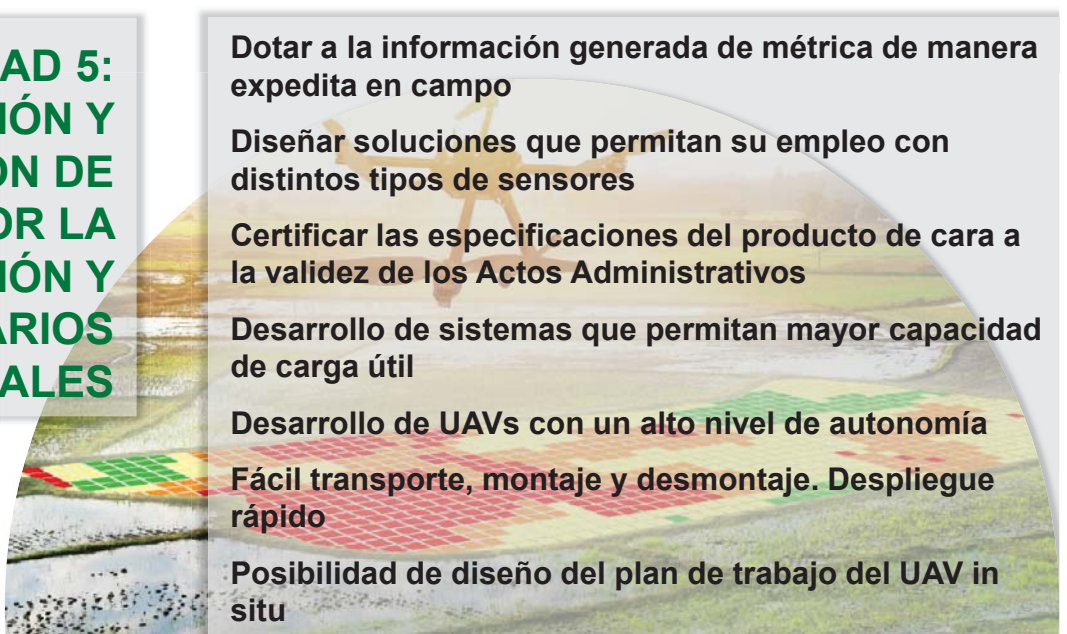 AD 5:
IÓN Y
ÓN DE
OR LA
IÓN Y
ARIOS
ALES
Dotar a la información generada de métrica de manera
expedita en campo
Diseñar soluciones que permitan su empleo con
distintos tipos de sensores
Certificar las especificaciones del producto de cara a
la validez de los Actos Administrativos
Desarrollo de sistemas que permitan mayor capacidad
de carga útil
Desarrollo de UAVs con un alto nivel de autonomía
Fácil transporte, montaje y desmontaje. Despliegue
rápido
Posibilidad de diseño del plan de trabajo del UAV in
situ